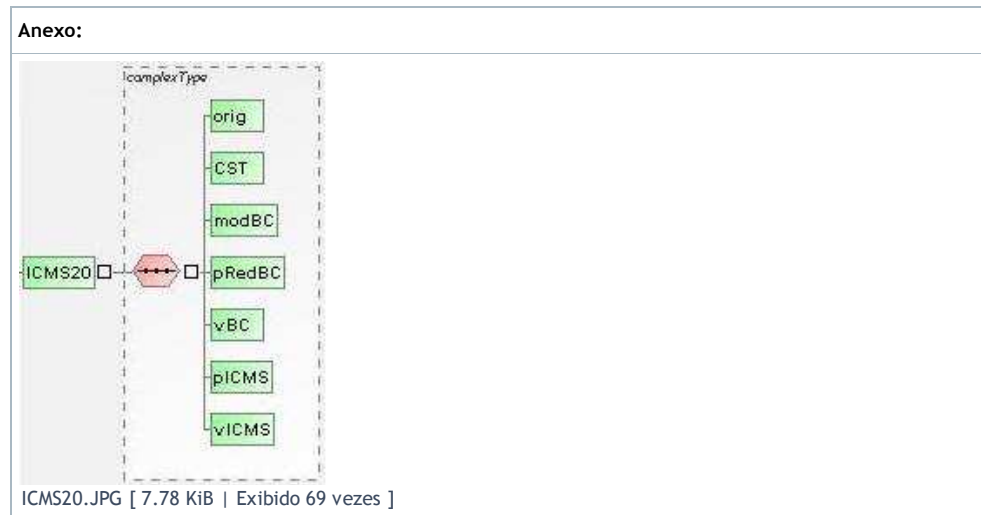 Anexo:
complexType
orig
CST
modBC
ICMS20
pRedBC
vBC
pICMS
vICMS
ICMS20.JPG [ 7.78 KiB | Exibido 69 vezes ]